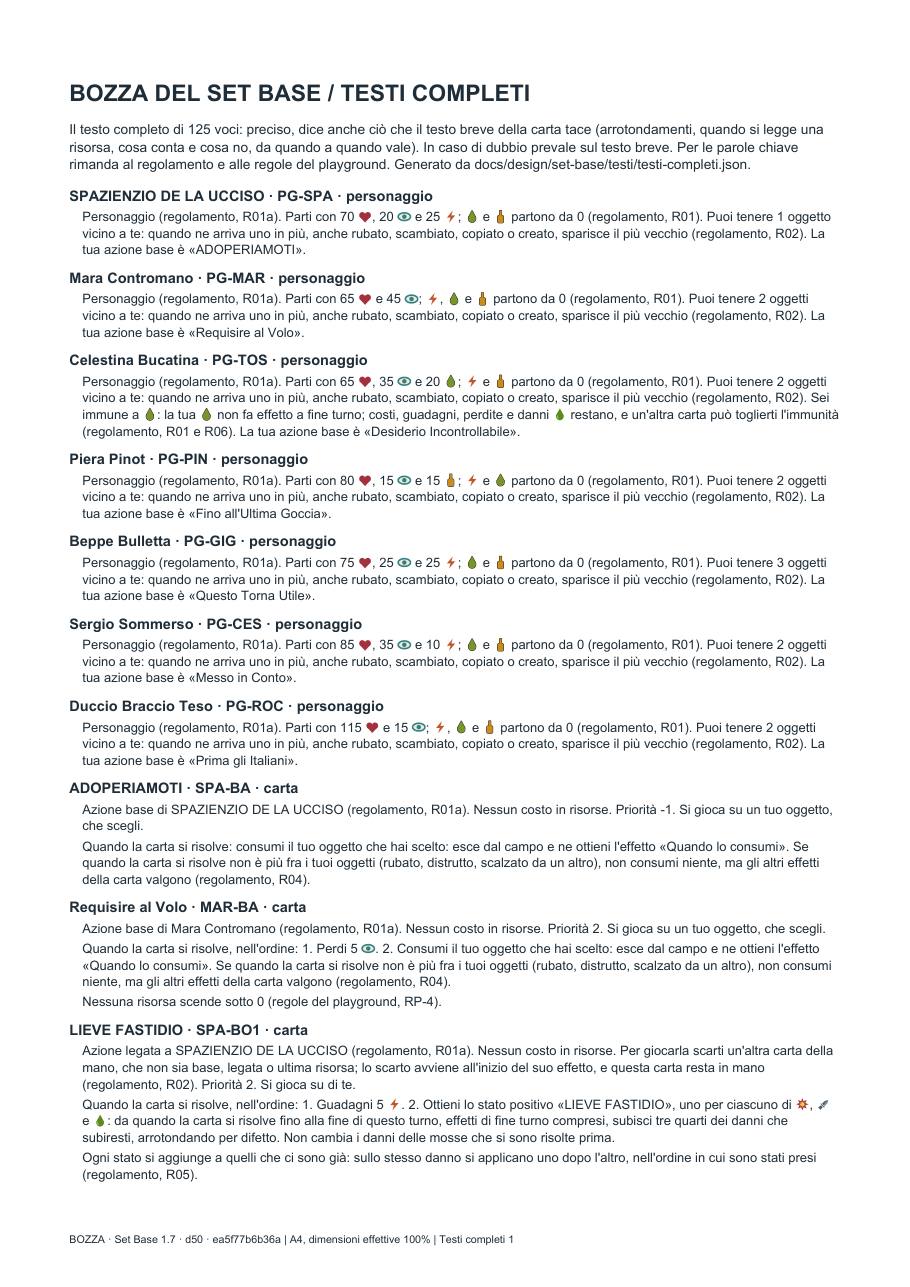 BOZZA DEL SET BASE / TESTI COMPLETI
Il testo completo di 125 voci: preciso, dice anche ciò che il testo breve della carta tace (arrotondamenti, quando si legge una
risorsa, cosa conta e cosa no, da quando a quando vale). In caso di dubbio prevale sul testo breve. Per le parole chiave
rimanda al regolamento e alle regole del playground. Generato da docs/design/set-base/testi/testi-completi.json.
SPAZIENZIO DE LA UCCISO · PG-SPA · personaggio
Personaggio (regolamento, R01a). Parti con 70 , 20 e 25 ; e partono da 0 (regolamento, R01). Puoi tenere 1 oggetto
vicino a te: quando ne arriva uno in più, anche rubato, scambiato, copiato o creato, sparisce il più vecchio (regolamento, R02). La
tua azione base è «ADOPERIAMOTI».
Mara Contromano · PG-MAR · personaggio
Personaggio (regolamento, R01a). Parti con 65 e 45 ; , e partono da 0 (regolamento, R01). Puoi tenere 2 oggetti
vicino a te: quando ne arriva uno in più, anche rubato, scambiato, copiato o creato, sparisce il più vecchio (regolamento, R02). La
tua azione base è «Requisire al Volo».
Celestina Bucatina · PG-TOS · personaggio
Personaggio (regolamento, R01a). Parti con 65 , 35 e 20 ; e partono da 0 (regolamento, R01). Puoi tenere 2 oggetti
vicino a te: quando ne arriva uno in più, anche rubato, scambiato, copiato o creato, sparisce il più vecchio (regolamento, R02). Sei
immune a : la tua non fa effetto a fine turno; costi, guadagni, perdite e danni restano, e un'altra carta può toglierti l'immunità
(regolamento, R01 e R06). La tua azione base è «Desiderio Incontrollabile».
Piera Pinot · PG-PIN · personaggio
Personaggio (regolamento, R01a). Parti con 80 , 15 e 15 ; e partono da 0 (regolamento, R01). Puoi tenere 2 oggetti
vicino a te: quando ne arriva uno in più, anche rubato, scambiato, copiato o creato, sparisce il più vecchio (regolamento, R02). La
tua azione base è «Fino all'Ultima Goccia».
Beppe Bulletta · PG-GIG · personaggio
Personaggio (regolamento, R01a). Parti con 75 , 25 e 25 ; e partono da 0 (regolamento, R01). Puoi tenere 3 oggetti
vicino a te: quando ne arriva uno in più, anche rubato, scambiato, copiato o creato, sparisce il più vecchio (regolamento, R02). La
tua azione base è «Questo Torna Utile».
Sergio Sommerso · PG-CES · personaggio
Personaggio (regolamento, R01a). Parti con 85 , 35 e 10 ; e partono da 0 (regolamento, R01). Puoi tenere 2 oggetti
vicino a te: quando ne arriva uno in più, anche rubato, scambiato, copiato o creato, sparisce il più vecchio (regolamento, R02). La
tua azione base è «Messo in Conto».
Duccio Braccio Teso · PG-ROC · personaggio
Personaggio (regolamento, R01a). Parti con 115 e 15 ; , e partono da 0 (regolamento, R01). Puoi tenere 2 oggetti
vicino a te: quando ne arriva uno in più, anche rubato, scambiato, copiato o creato, sparisce il più vecchio (regolamento, R02). La
tua azione base è «Prima gli Italiani».
ADOPERIAMOTI · SPA-BA · carta
Azione base di SPAZIENZIO DE LA UCCISO (regolamento, R01a). Nessun costo in risorse. Priorità -1. Si gioca su un tuo oggetto,
che scegli.
Quando la carta si risolve: consumi il tuo oggetto che hai scelto: esce dal campo e ne ottieni l'effetto «Quando lo consumi». Se
quando la carta si risolve non è più fra i tuoi oggetti (rubato, distrutto, scalzato da un altro), non consumi niente, ma gli altri effetti
della carta valgono (regolamento, R04).
Requisire al Volo · MAR-BA · carta
Azione base di Mara Contromano (regolamento, R01a). Nessun costo in risorse. Priorità 2. Si gioca su un tuo oggetto, che scegli.
Quando la carta si risolve, nell'ordine: 1. Perdi 5 . 2. Consumi il tuo oggetto che hai scelto: esce dal campo e ne ottieni l'effetto
«Quando lo consumi». Se quando la carta si risolve non è più fra i tuoi oggetti (rubato, distrutto, scalzato da un altro), non consumi
niente, ma gli altri effetti della carta valgono (regolamento, R04).
Nessuna risorsa scende sotto 0 (regole del playground, RP-4).
LIEVE FASTIDIO · SPA-BO1 · carta
Azione legata a SPAZIENZIO DE LA UCCISO (regolamento, R01a). Nessun costo in risorse. Per giocarla scarti un'altra carta della
mano, che non sia base, legata o ultima risorsa; lo scarto avviene all'inizio del suo effetto, e questa carta resta in mano
(regolamento, R02). Priorità 2. Si gioca su di te.
Quando la carta si risolve, nell'ordine: 1. Guadagni 5 . 2. Ottieni lo stato positivo «LIEVE FASTIDIO», uno per ciascuno di ,
e : da quando la carta si risolve fino alla fine di questo turno, effetti di fine turno compresi, subisci tre quarti dei danni che
subiresti, arrotondando per difetto. Non cambia i danni delle mosse che si sono risolte prima.
Ogni stato si aggiunge a quelli che ci sono già: sullo stesso danno si applicano uno dopo l'altro, nell'ordine in cui sono stati presi
(regolamento, R05).
BOZZA · Set Base 1.7 · d50 · ea5f77b6b36a | A4, dimensioni effettive 100% | Testi completi 1